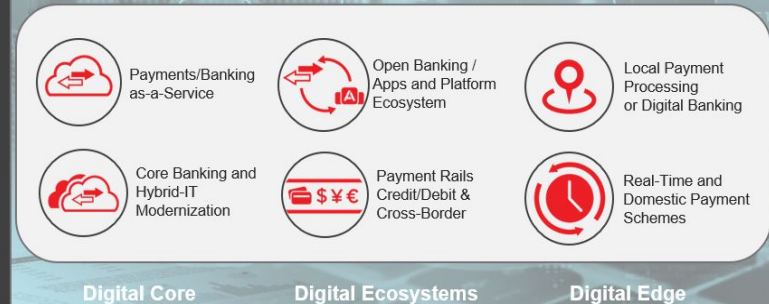 Payments/Banking
as-a-Service
Open Banking /
Apps and Platform
Ecosystem
A
Local Payment
Processing
or Digital Banking
Core Banking and
Hybrid-IT
Modernization
$ ¥ €
Payment Rails
Credit/Debit &
Cross-Border
Real-Time and
Domestic Payment
Schemes
Digital Core
Digital Ecosystems
Digital Edge